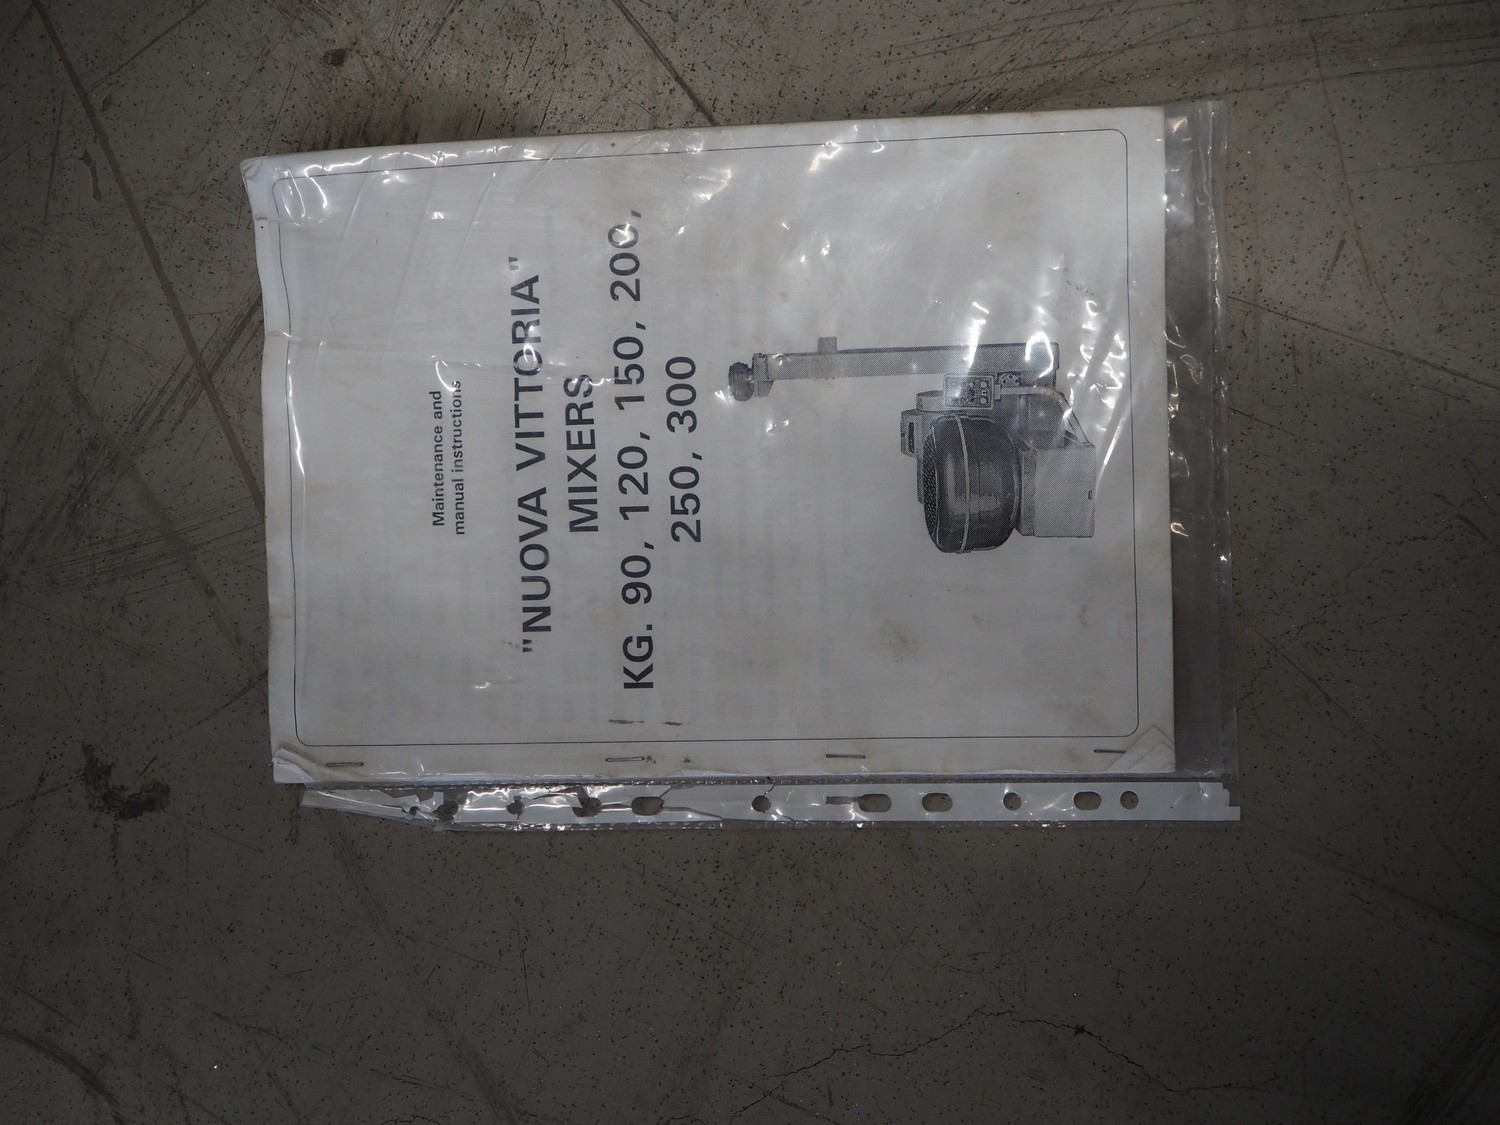 Maintenance and
manual instructions
"NUOVA VITTORIA"
MIXERS
KG. 90, 120, 150, 200,
250, 300